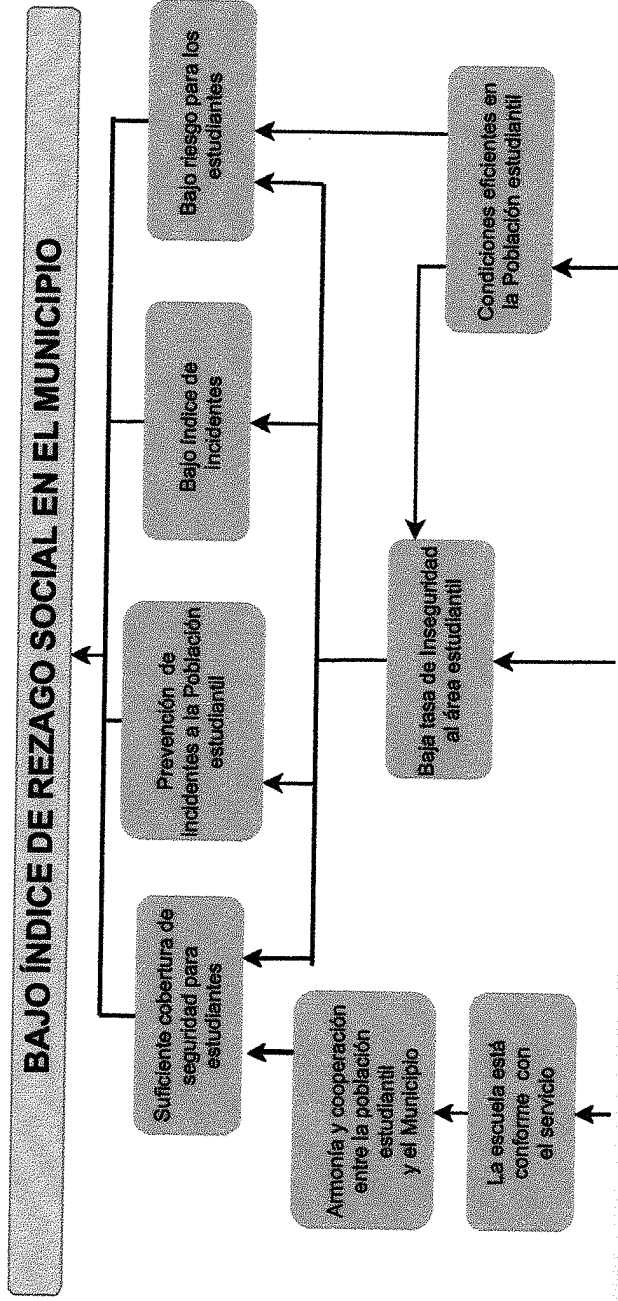 BAJO ÍNDICE DE REZAGO SOCIAL EN EL MUNICIPIO
Suficiente cobertura de
seguridad para
estudiantes
Prevención de
incidentes a la Población
estudiantil
Bajo índice de
incidentes
Bajo riesgo para los
estudiantes
Armonía y cooperación
entre la población
estudiantil
y el Municipio
Baja tasa de Inseguridad
al área estudiantil
Condiciones eficientes en
la Población estudiantil
La escuela está
conforme con
el servicio